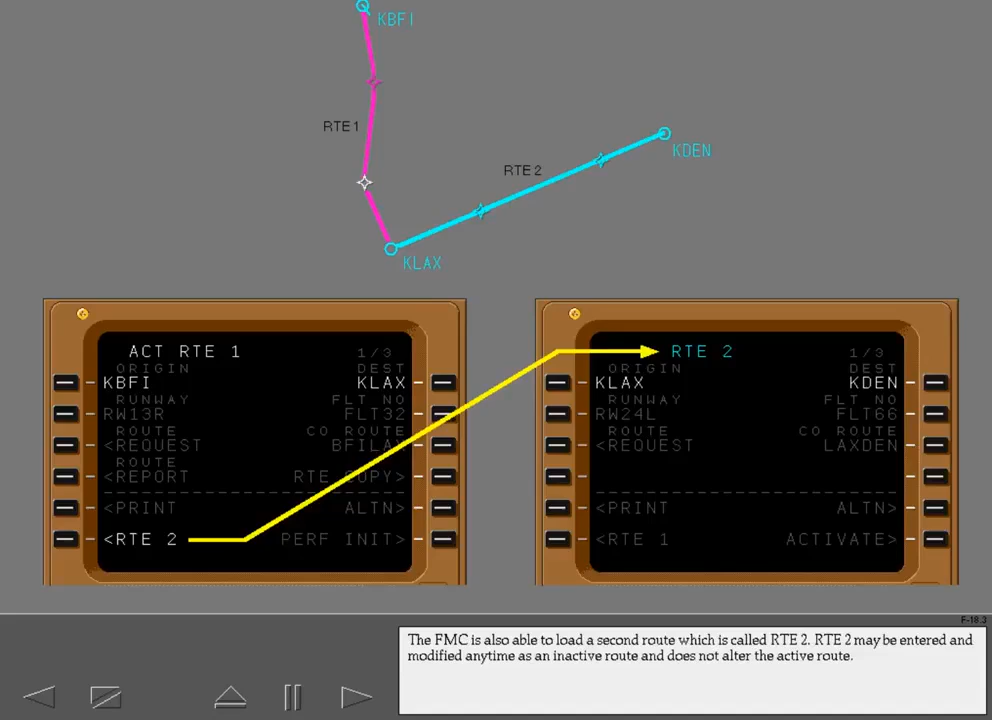 KBFI
RTE 1
KDEN
RTE 2
KLAX
ACT RTE 1 1/3
ORIGIN DEST
KBFI KLAX
RUNWAY FLT NO
RW13R FLT32
ROUTE CO ROUTE
<REQUEST BFILAX
ROUTE
<REPORT RTE COPY>
<PRINT ALTN>
<RTE 2 PERF INIT>
RTE 2 1/3
ORIGIN DEST
KLAX KDEN
RUNWAY FLT NO
RW24L FLT66
ROUTE CO ROUTE
<REQUEST LAXDEN
<PRINT ALTN>
<RTE 1 ACTIVATE>
F-18.3
The FMC is also able to load a second route which is called RTE 2. RTE 2 may be entered and
modified anytime as an inactive route and does not alter the active route.